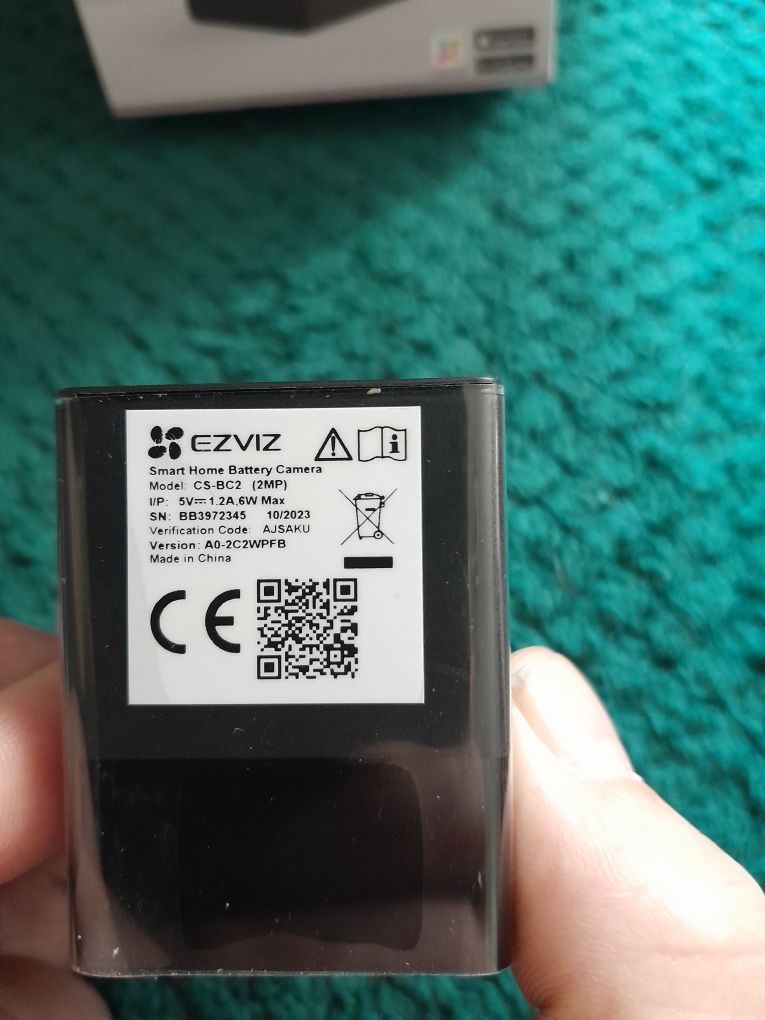 EZVIZ
Smart Home Battery Camera
Model: CS-BC2 (2MP)
I/P: 5V⎓1.2A,6W Max
SN: BB3972345 10/2023
Verification Code: AJSAKU
Version: A0-2C2WPFB
Made in China
CE